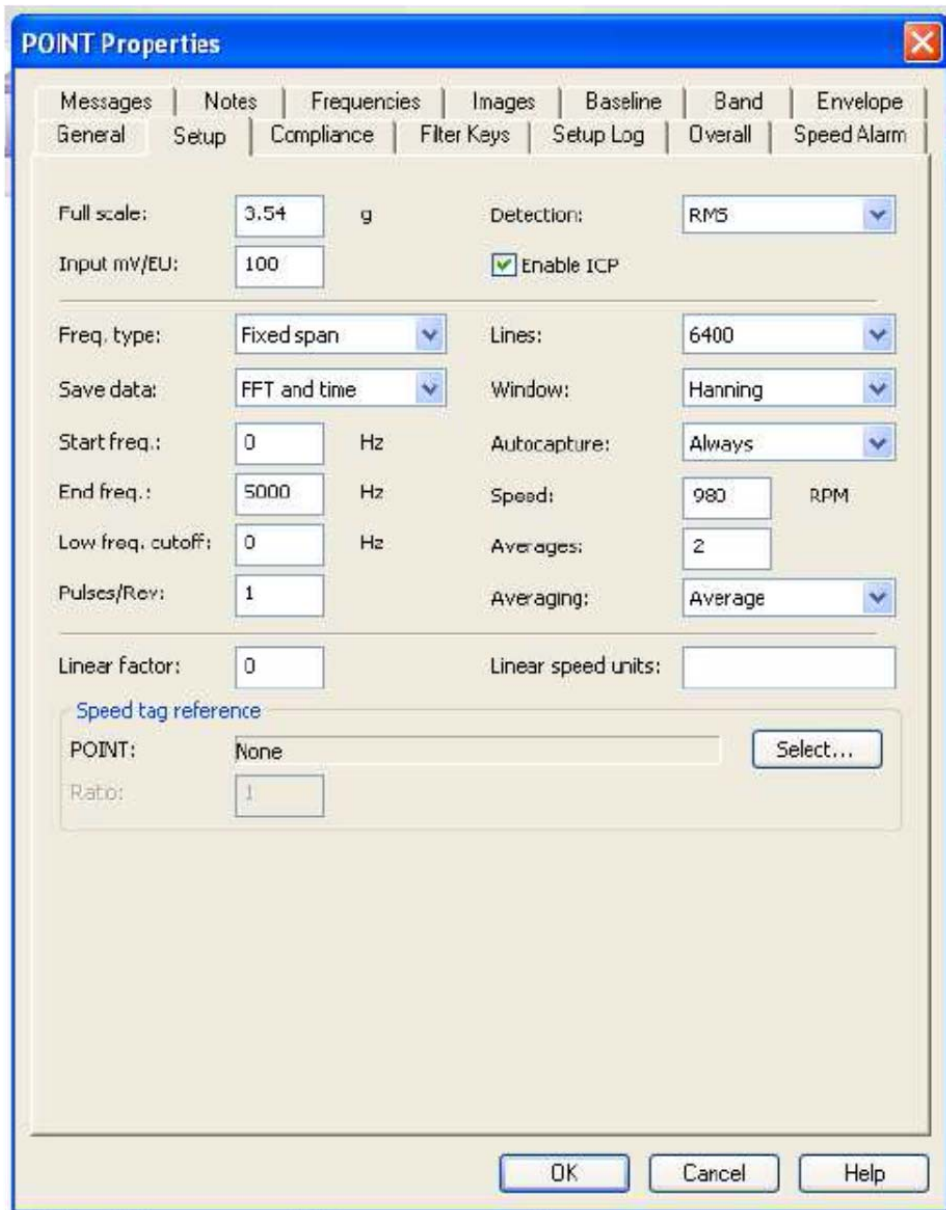 POINT Properties
Messages Notes Frequencies Images Baseline Band Envelope
General Setup Compliance Filter Keys Setup Log Overall Speed Alarm
Full scale: 3.54 g Detection: RMS
Input mV/EU: 100 Enable ICP
Freq. type: Fixed span Lines: 6400
Save data: FFT and time Window: Hanning
Start freq.: 0 Hz Autocapture: Always
End freq.: 5000 Hz Speed: 980 RPM
Low freq. cutoff: 0 Hz Averages: 2
Pulses/Rev: 1 Averaging: Average
Linear factor: 0 Linear speed units:
Speed tag reference
POINT: None Select...
Ratio: 1
OK Cancel Help